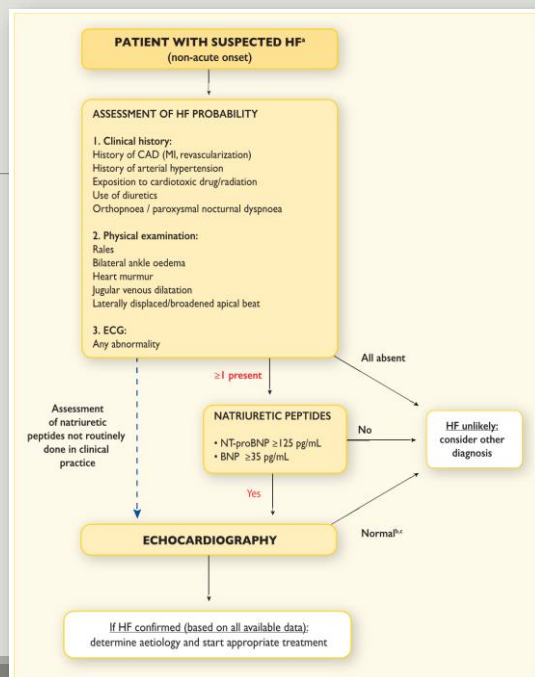 PATIENT WITH SUSPECTED HFª
(non-acute onset)
ASSESSMENT OF HF PROBABILITY
1. Clinical history:
History of CAD (MI, revascularization)
History of arterial hypertension
Exposition to cardiotoxic drug/radiation
Use of diuretics
Orthopnoea / paroxysmal nocturnal dyspnoea
2. Physical examination:
Rales
Bilateral ankle oedema
Heart murmur
Jugular venous dilatation
Laterally displaced/broadened apical beat
3. ECG:
Any abnormality
≥1 present
All absent
Assessment
of natriuretic
peptides not routinely
done in clinical
practice
NATRIURETIC PEPTIDES
• NT-proBNP ≥125 pg/mL
• BNP ≥35 pg/mL
No
HF unlikely:
consider other
diagnosis
Yes
ECHOCARDIOGRAPHY
Normalᵇ,ᶜ
If HF confirmed (based on all available data):
determine aetiology and start appropriate treatment